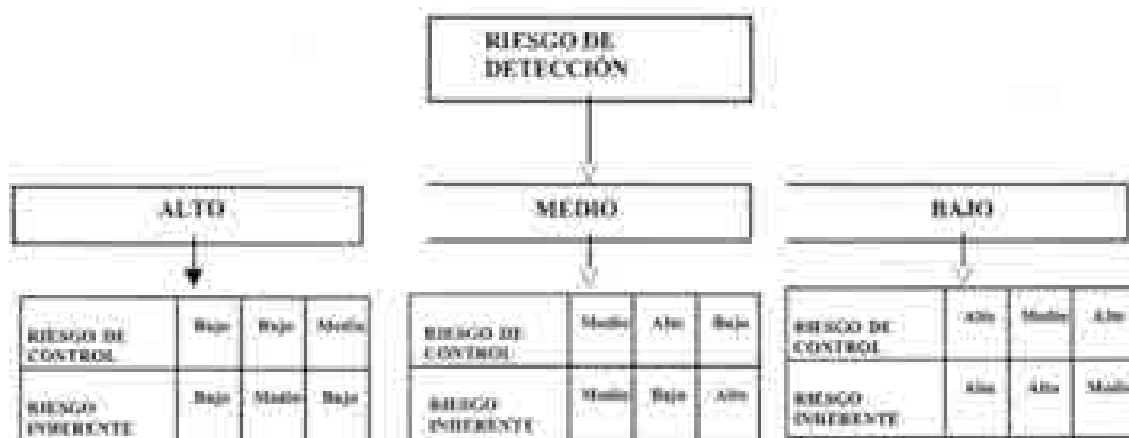 RIESGO DE
DETECCIÓN
ALTO
MEDIO
BAJO
RIESGO DE
CONTROL
Bajo Bajo Medio
RIESGO
INHERENTE
Bajo Medio Bajo
RIESGO DE
CONTROL
Medio Alto Bajo
RIESGO
INHERENTE
Medio Bajo Alto
RIESGO DE
CONTROL
Alto Medio Alto
RIESGO
INHERENTE
Alto Alto Medio